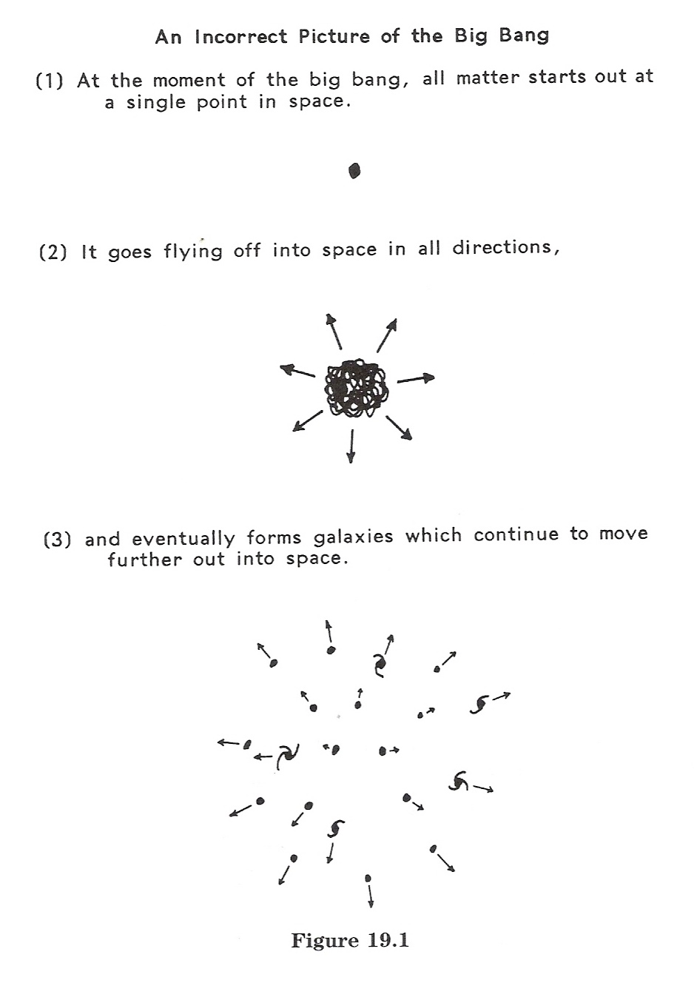 An Incorrect Picture of the Big Bang
(1) At the moment of the big bang, all matter starts out at
a single point in space.
(2) It goes flying off into space in all directions,
(3) and eventually forms galaxies which continue to move
further out into space.
Figure 19.1